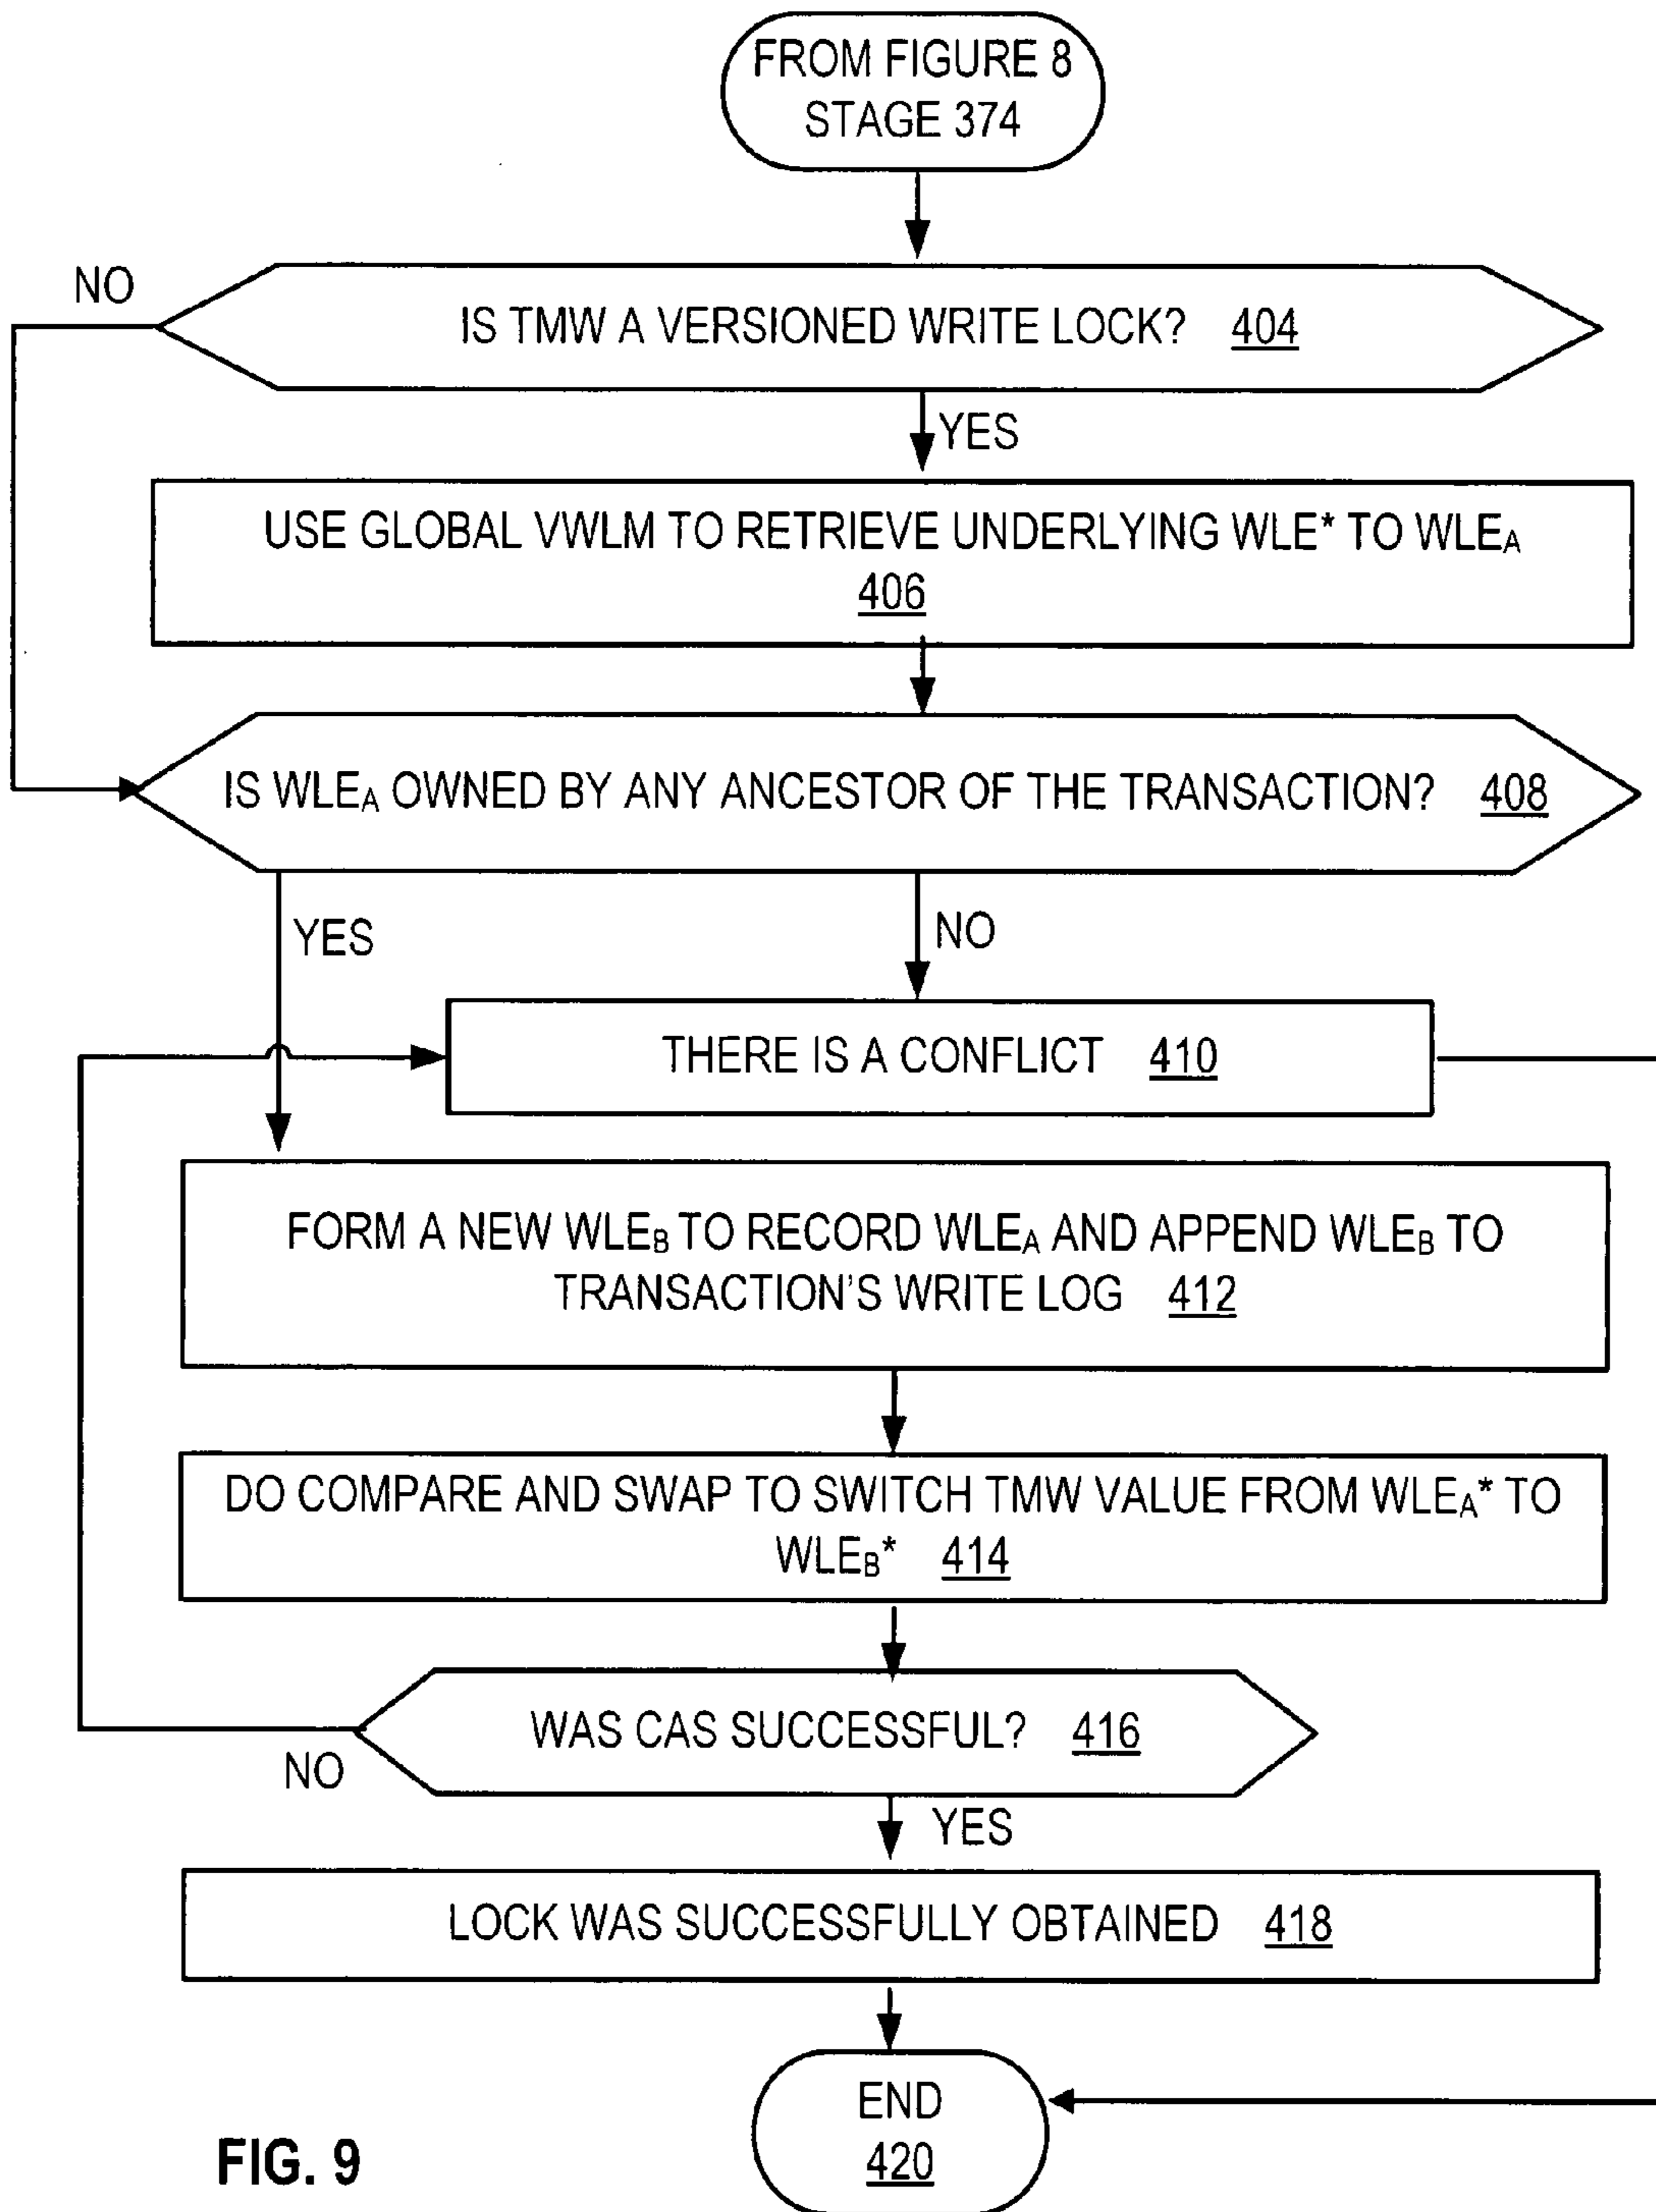 FROM FIGURE 8
STAGE 374
NO
IS TMW A VERSIONED WRITE LOCK? 404
YES
USE GLOBAL VWLM TO RETRIEVE UNDERLYING WLE* TO WLEA
406
IS WLEA OWNED BY ANY ANCESTOR OF THE TRANSACTION? 408
YES
NO
THERE IS A CONFLICT 410
FORM A NEW WLEB TO RECORD WLEA AND APPEND WLEB TO
TRANSACTION'S WRITE LOG 412
DO COMPARE AND SWAP TO SWITCH TMW VALUE FROM WLEA* TO
WLEB* 414
WAS CAS SUCCESSFUL? 416
NO
YES
LOCK WAS SUCCESSFULLY OBTAINED 418
END
420
FIG. 9